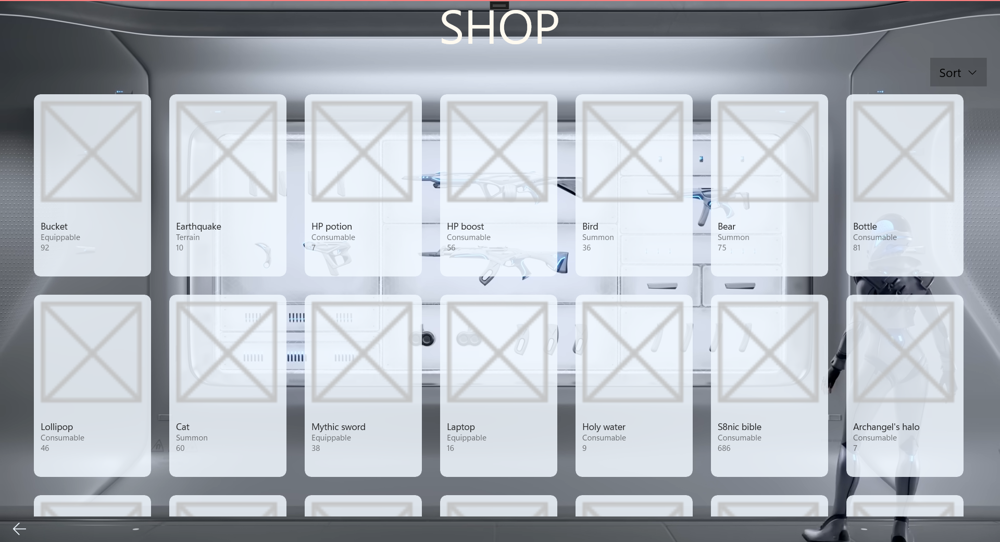 SHOP
Sort
Bucket
Equippable
92
Earthquake
Terrain
10
HP potion
Consumable
7
HP boost
Consumable
56
Bird
Summon
36
Bear
Summon
75
Bottle
Consumable
81
Lollipop
Consumable
46
Cat
Summon
60
Mythic sword
Equippable
38
Laptop
Equippable
16
Holy water
Consumable
9
S8nic bible
Consumable
686
Archangel's halo
Consumable
7